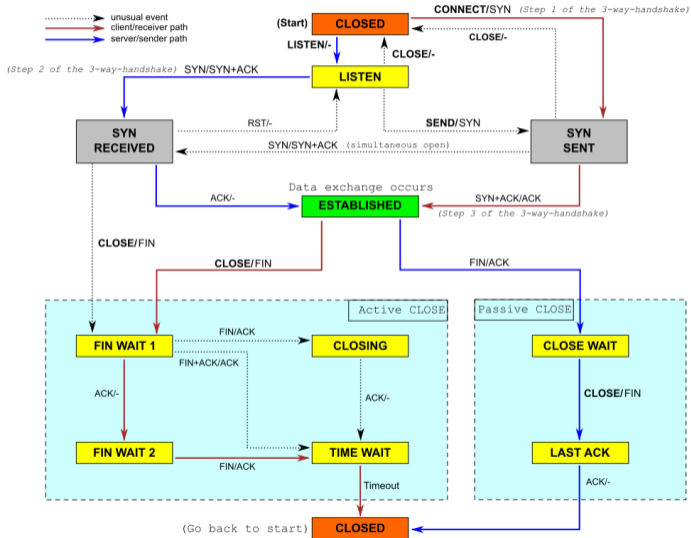 unusual event
client/receiver path
server/sender path
(Start)
CLOSED
CONNECT/SYN (Step 1 of the 3-way-handshake)
CLOSE/-
LISTEN/-
CLOSE/-
(Step 2 of the 3-way-handshake) SYN/SYN+ACK
LISTEN
RST/-
SEND/SYN
SYN
RECEIVED
SYN
SENT
SYN/SYN+ACK (simultaneous open)
Data exchange occurs
ACK/-
ESTABLISHED
SYN+ACK/ACK
(Step 3 of the 3-way-handshake)
CLOSE/FIN
CLOSE/FIN
FIN/ACK
Active CLOSE
Passive CLOSE
FIN WAIT 1
FIN/ACK
CLOSING
CLOSE WAIT
FIN+ACK/ACK
ACK/-
ACK/-
CLOSE/FIN
FIN WAIT 2
FIN/ACK
TIME WAIT
LAST ACK
Timeout
ACK/-
(Go back to start)
CLOSED